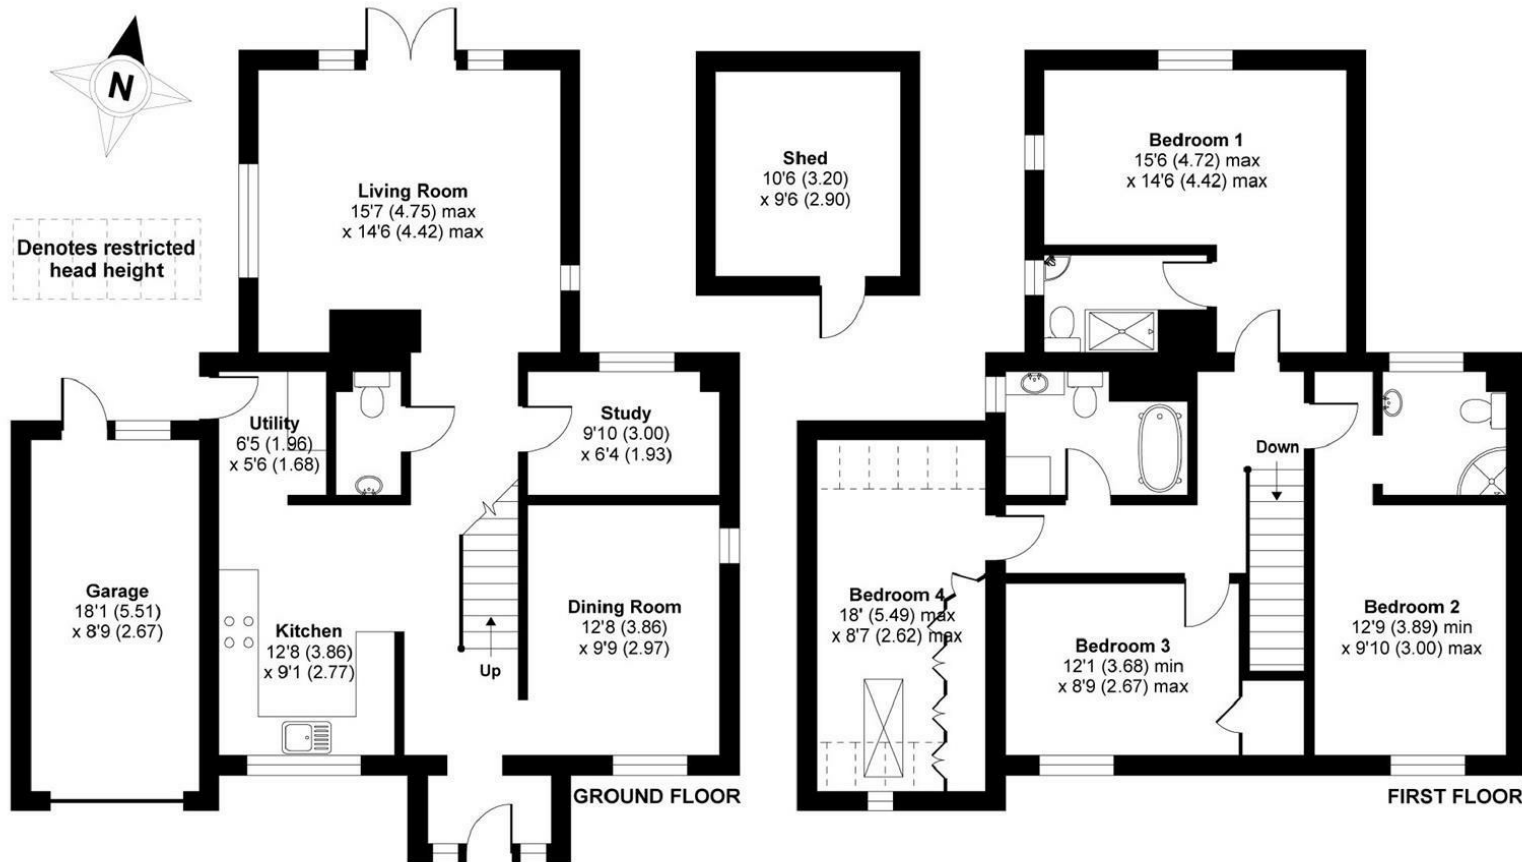 N
Denotes restricted
head height
Living Room
15'7 (4.75) max
x 14'6 (4.42) max
Utility
6'5 (1.96)
x 5'6 (1.68)
Study
9'10 (3.00)
x 6'4 (1.93)
Garage
18'1 (5.51)
x 8'9 (2.67)
Kitchen
12'8 (3.86)
x 9'1 (2.77)
Up
Dining Room
12'8 (3.86)
x 9'9 (2.97)
GROUND FLOOR
Shed
10'6 (3.20)
x 9'6 (2.90)
Bedroom 1
15'6 (4.72) max
x 14'6 (4.42) max
Down
Bedroom 4
18' (5.49) max
x 8'7 (2.62) max
Bedroom 3
12'1 (3.68) min
x 8'9 (2.67) max
Bedroom 2
12'9 (3.89) min
x 9'10 (3.00) max
FIRST FLOOR